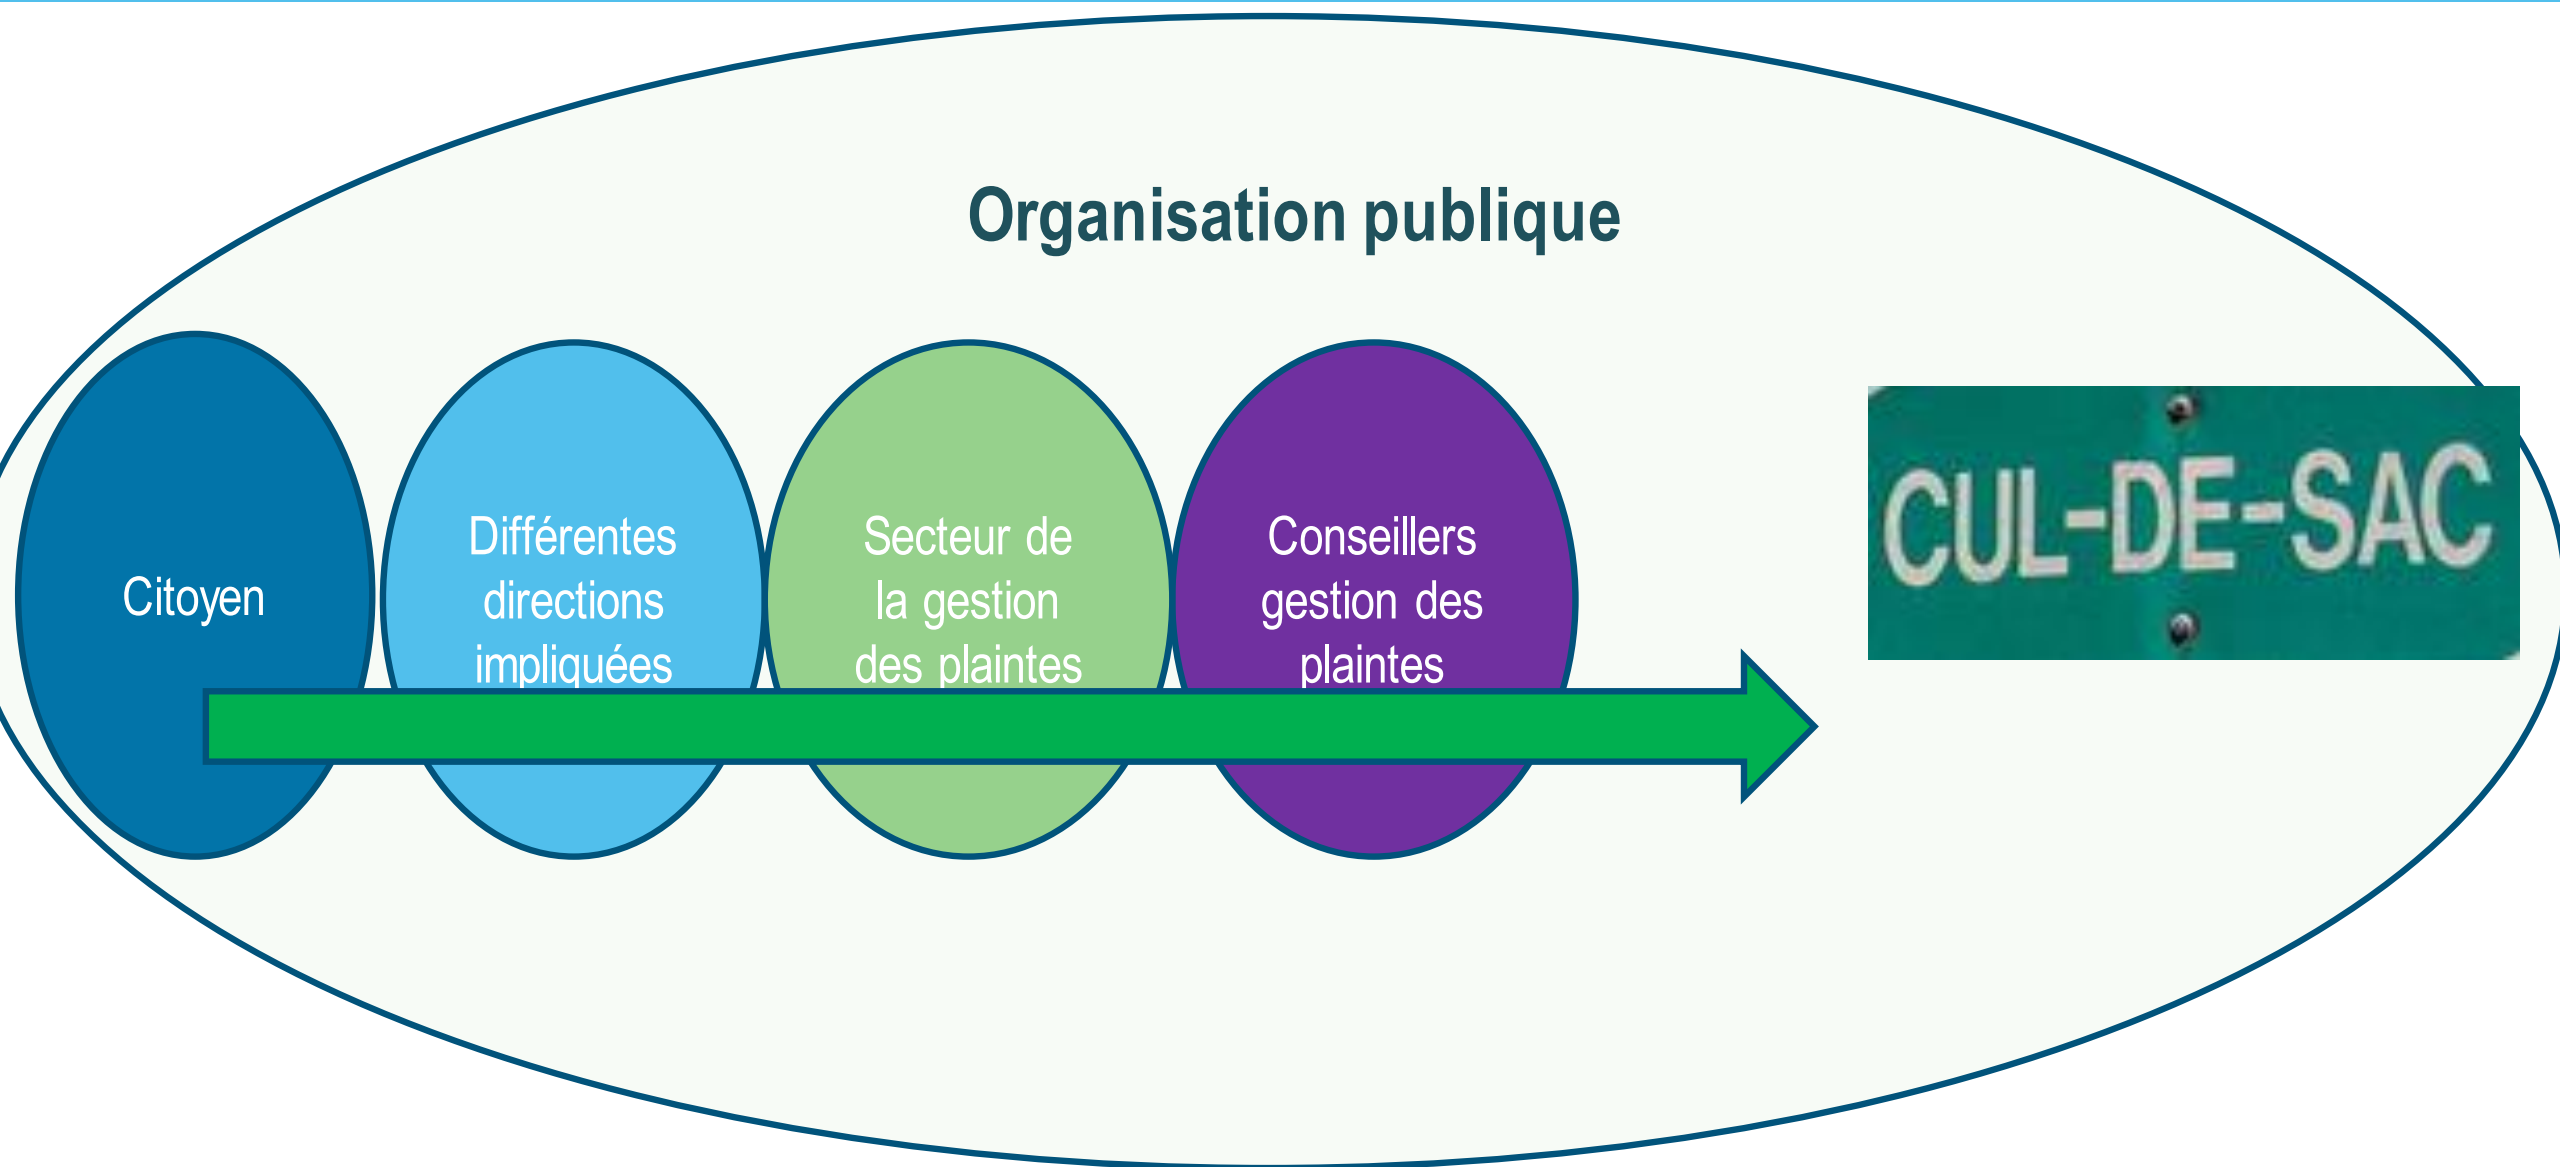 Organisation publique
Citoyen
Différentes
directions
impliquées
Secteur de
la gestion
des plaintes
Conseillers
gestion des
plaintes
CUL-DE-SAC